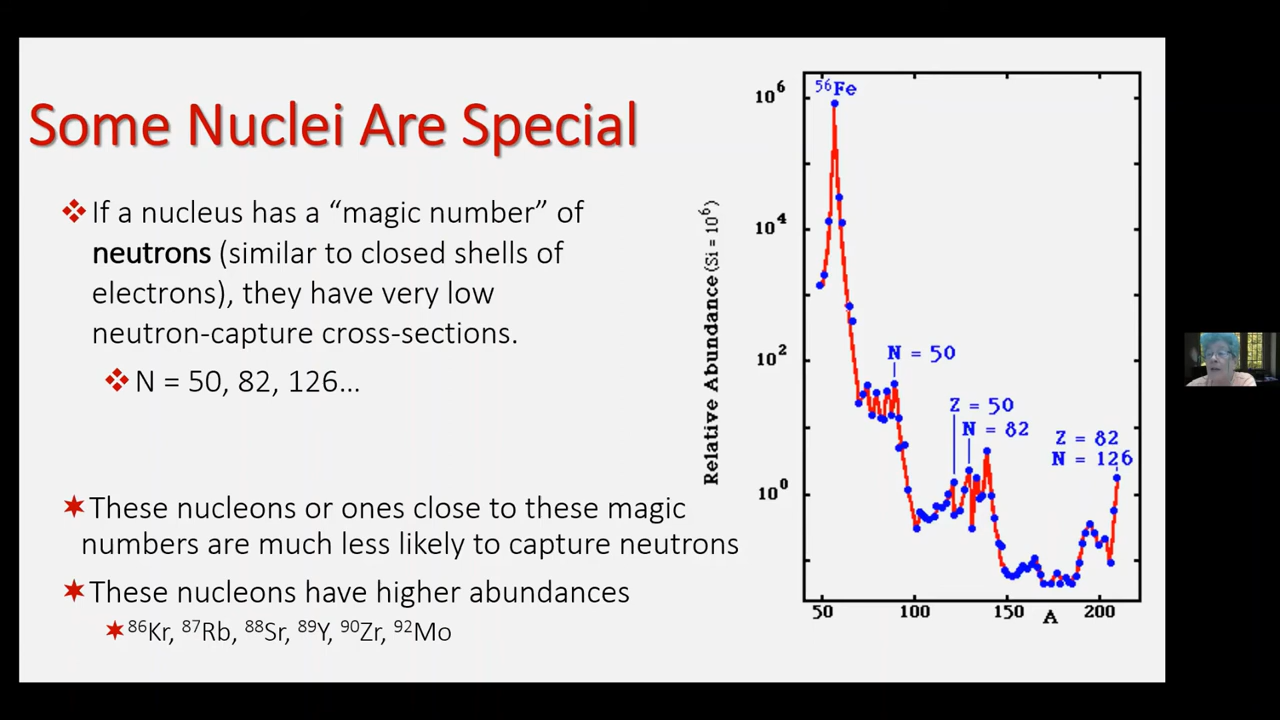 Some Nuclei Are Special
❖If a nucleus has a “magic number” of
neutrons (similar to closed shells of
electrons), they have very low
neutron-capture cross-sections.
❖N = 50, 82, 126…
✶These nucleons or ones close to these magic
numbers are much less likely to capture neutrons
✶These nucleons have higher abundances
✶⁸⁶Kr, ⁸⁷Rb, ⁸⁸Sr, ⁸⁹Y, ⁹⁰Zr, ⁹²Mo
Relative Abundance (Si = 10⁶)
10⁶
10⁴
10²
10⁰
⁵⁶Fe
N = 50
Z = 50
N = 82
Z = 82
N = 126
50
100
150
200
A